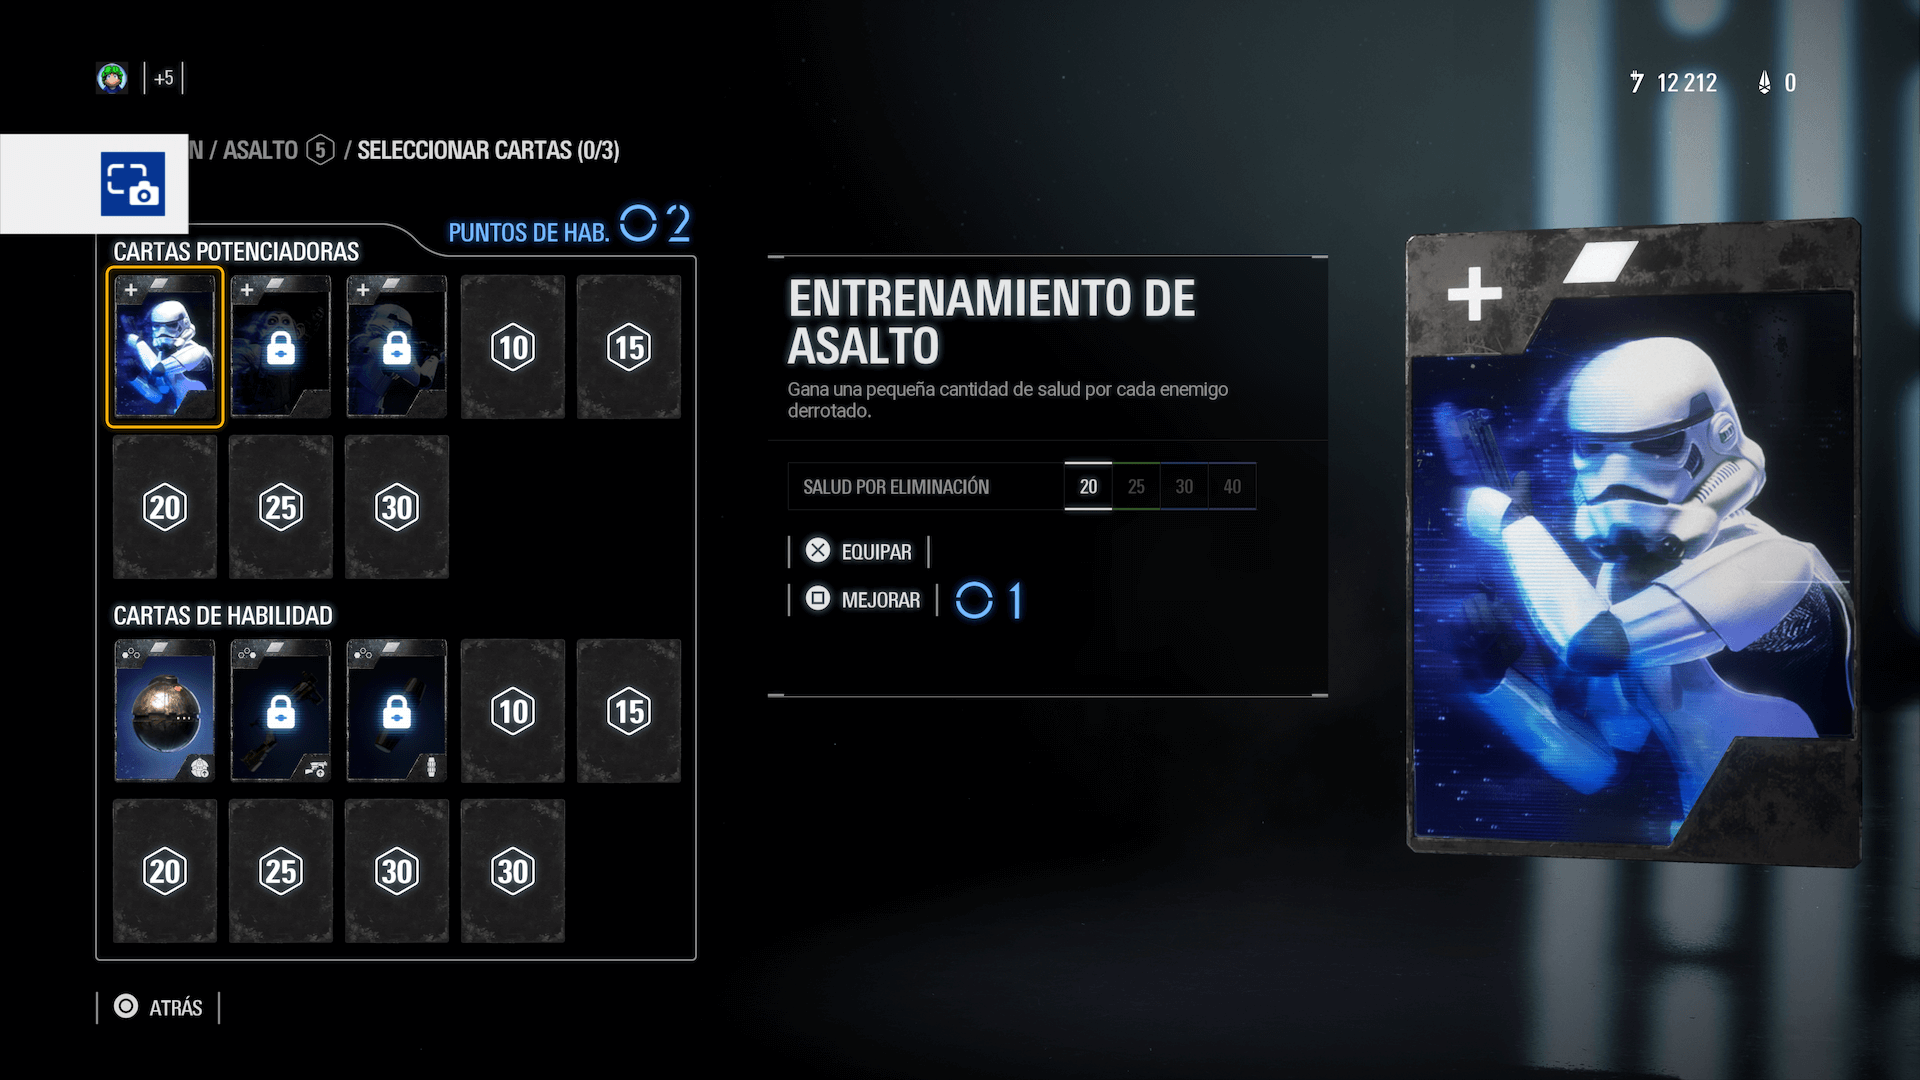 +5
12 212
0
N / ASALTO 5 / SELECCIONAR CARTAS (0/3)
PUNTOS DE HAB. 2
CARTAS POTENCIADORAS
10
15
20
25
30
CARTAS DE HABILIDAD
10
15
20
25
30
30
ENTRENAMIENTO DE
ASALTO
Gana una pequeña cantidad de salud por cada enemigo
derrotado.
SALUD POR ELIMINACIÓN 20 25 30 40
EQUIPAR
MEJORAR 1
ATRÁS